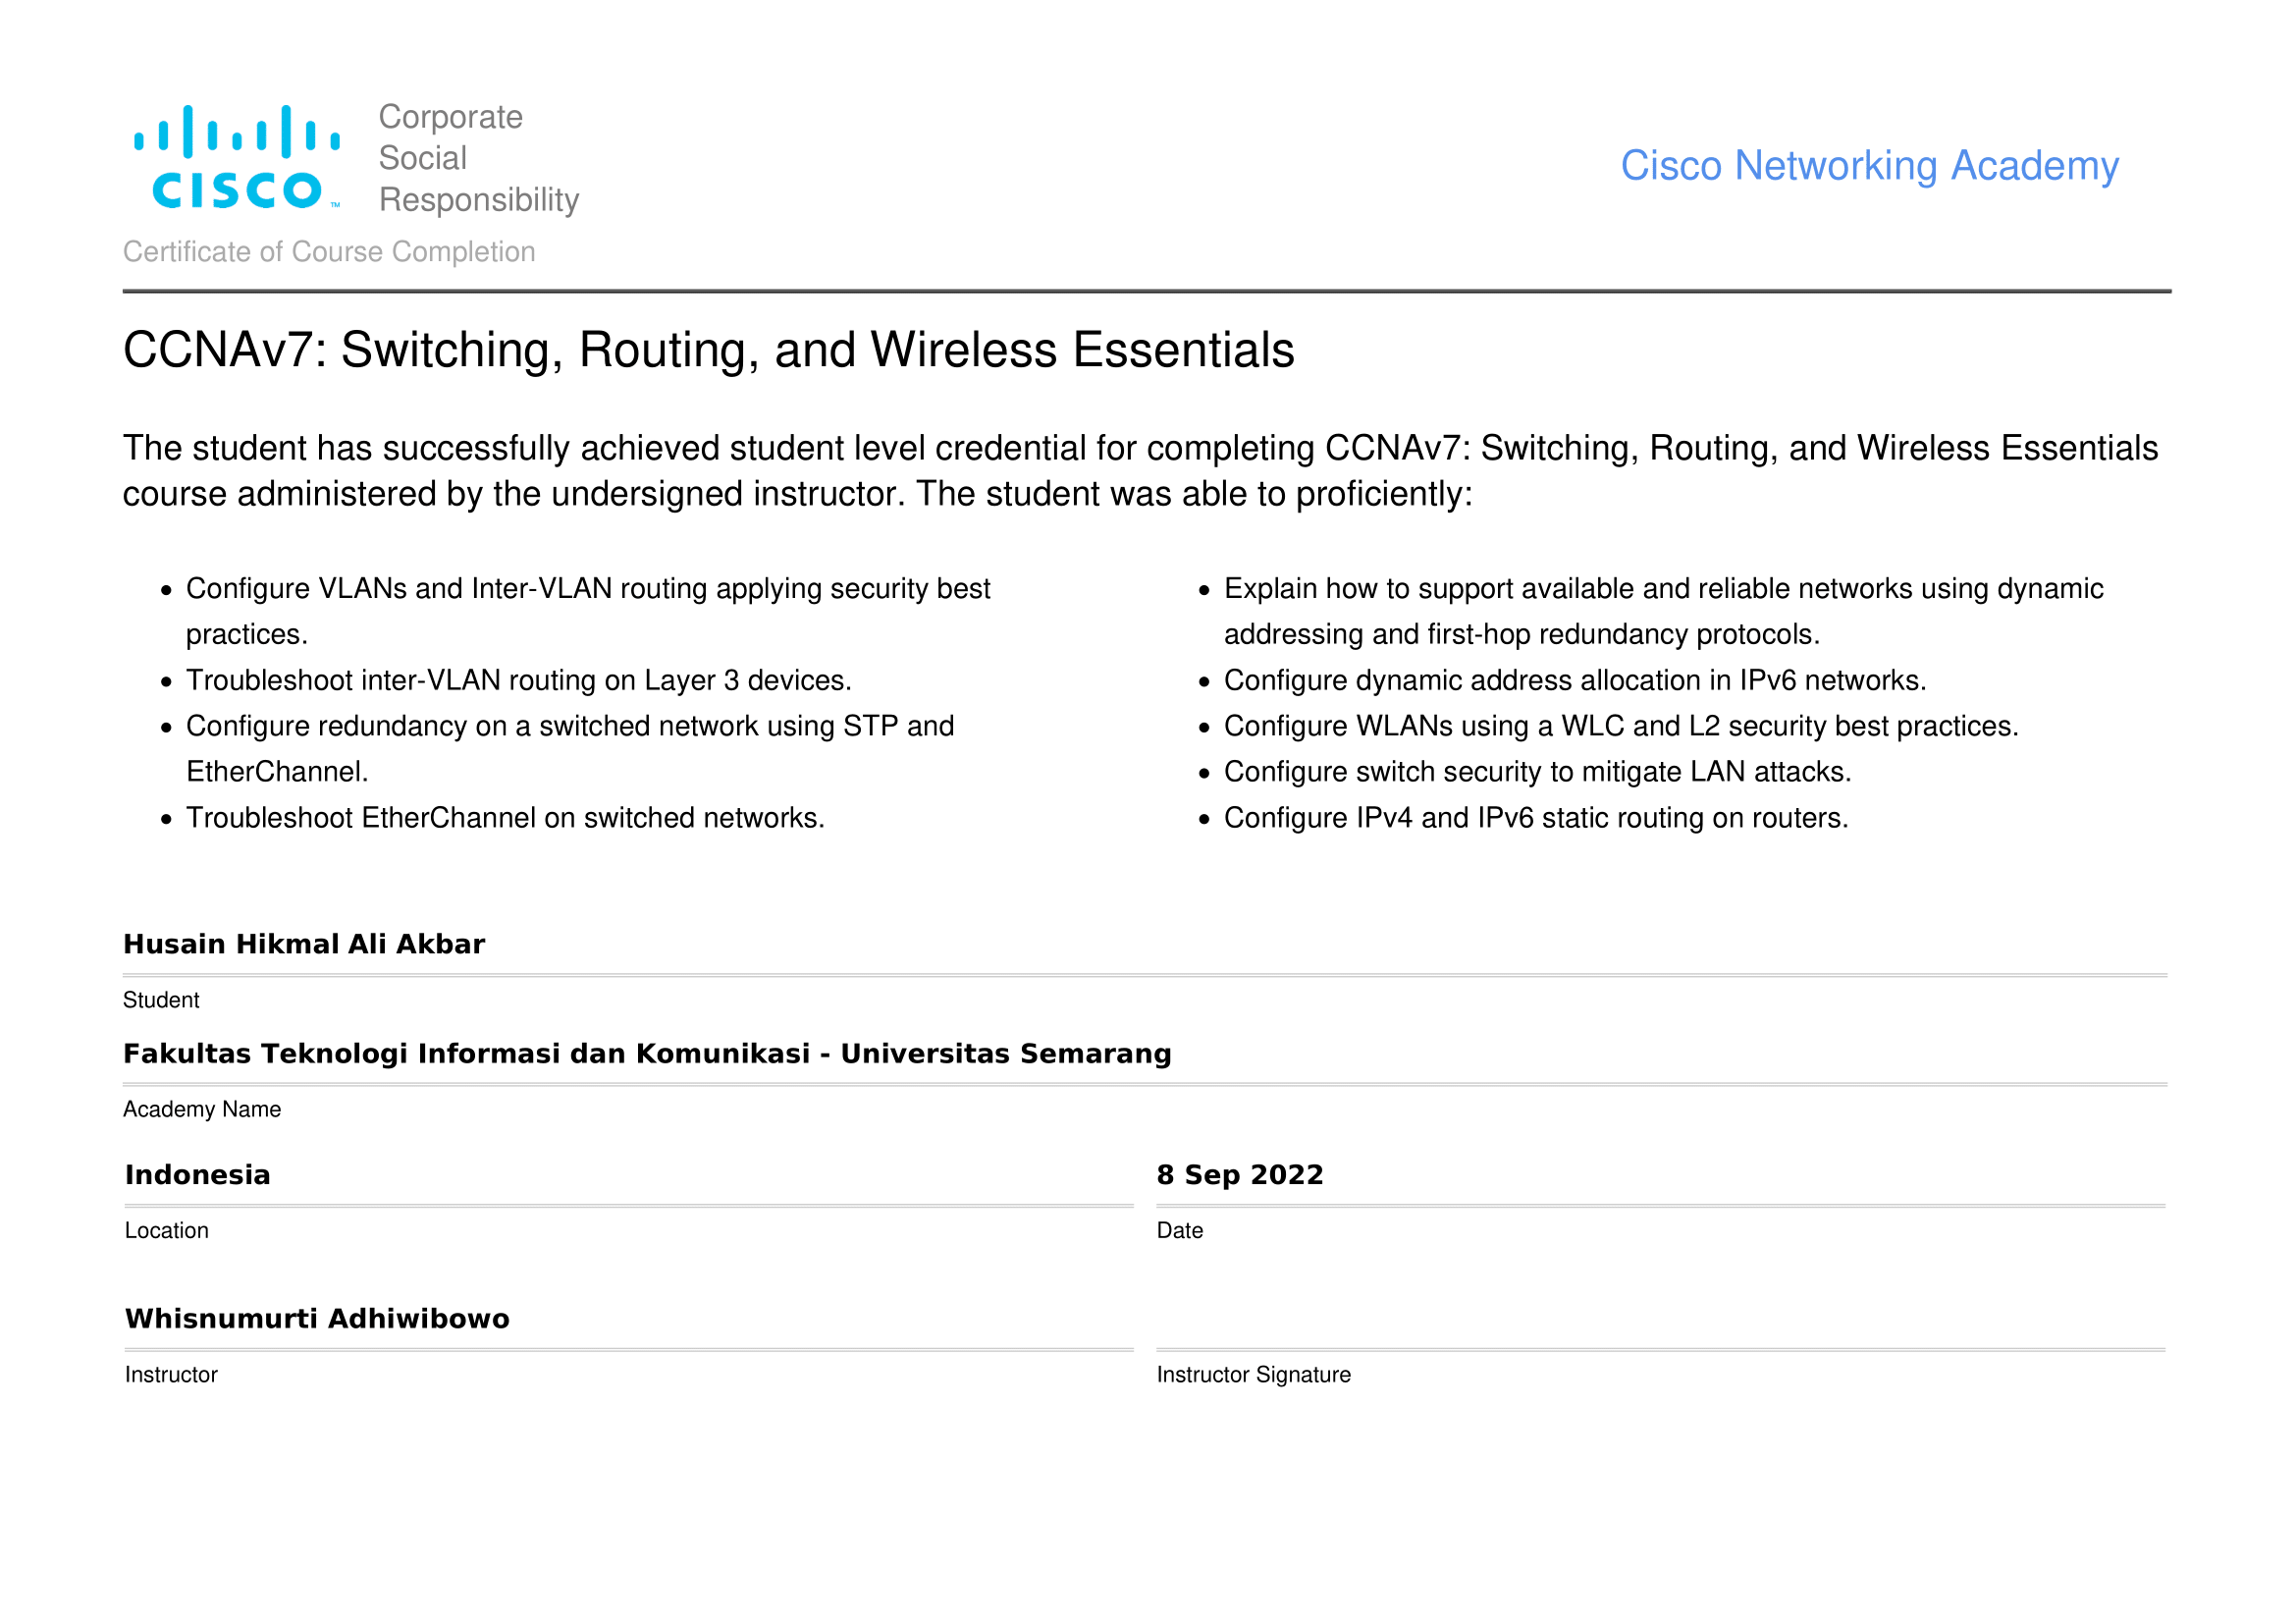 Corporate
Social
Responsibility
CISCO™
Cisco Networking Academy
Certificate of Course Completion
CCNAv7: Switching, Routing, and Wireless Essentials
The student has successfully achieved student level credential for completing CCNAv7: Switching, Routing, and Wireless Essentials
course administered by the undersigned instructor. The student was able to proficiently:
• Configure VLANs and Inter-VLAN routing applying security best
practices.
• Troubleshoot inter-VLAN routing on Layer 3 devices.
• Configure redundancy on a switched network using STP and
EtherChannel.
• Troubleshoot EtherChannel on switched networks.
• Explain how to support available and reliable networks using dynamic
addressing and first-hop redundancy protocols.
• Configure dynamic address allocation in IPv6 networks.
• Configure WLANs using a WLC and L2 security best practices.
• Configure switch security to mitigate LAN attacks.
• Configure IPv4 and IPv6 static routing on routers.
Husain Hikmal Ali Akbar
Student
Fakultas Teknologi Informasi dan Komunikasi - Universitas Semarang
Academy Name
Indonesia
Location
8 Sep 2022
Date
Whisnumurti Adhiwibowo
Instructor
Instructor Signature